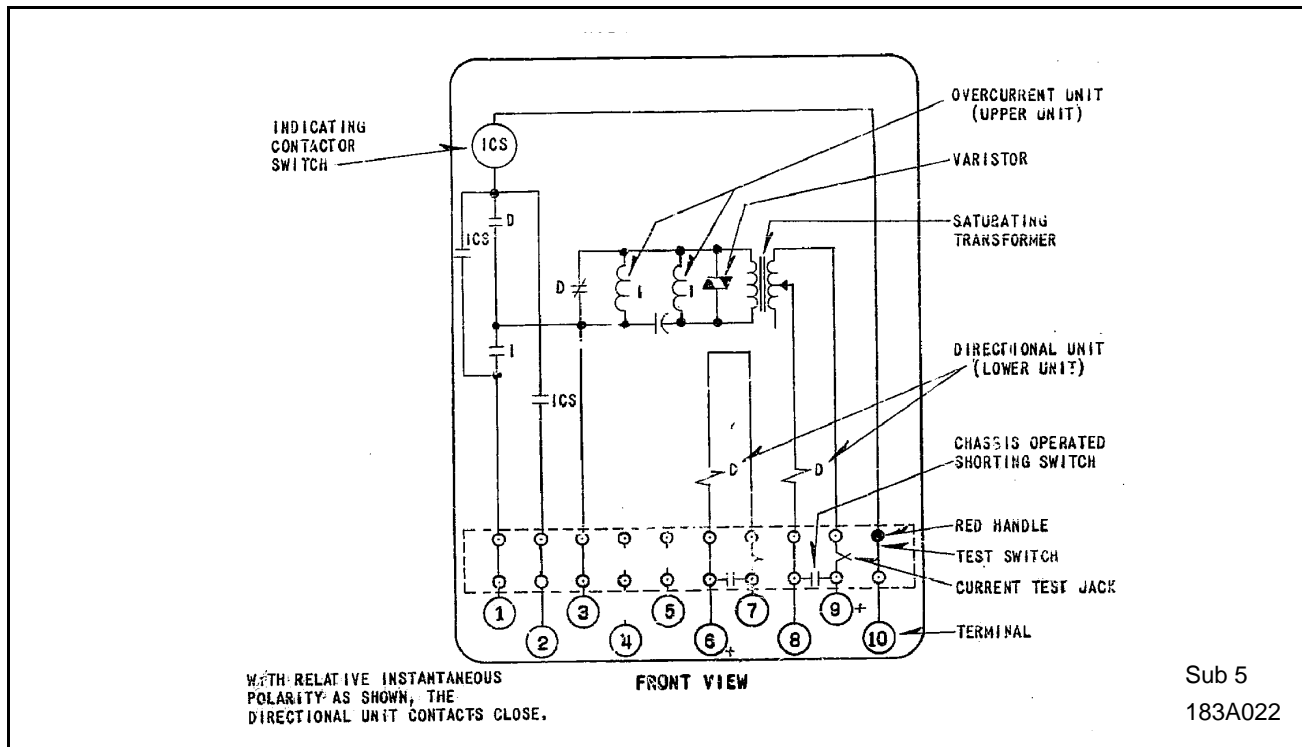 INDICATING
CONTACTOR
SWITCH
ICS
D
ICS
I
ICS
D
I
I
OVERCURRENT UNIT
(UPPER UNIT)
VARISTOR
SATURATING
TRANSFORMER
DIRECTIONAL UNIT
(LOWER UNIT)
D
D
CHASSIS OPERATED
SHORTING SWITCH
RED HANDLE
TEST SWITCH
CURRENT TEST JACK
TERMINAL
1
2
3
4
5
6
+
7
8
9
+
10
WITH RELATIVE INSTANTANEOUS
POLARITY AS SHOWN, THE
DIRECTIONAL UNIT CONTACTS CLOSE.
FRONT VIEW
Sub 5
183A022